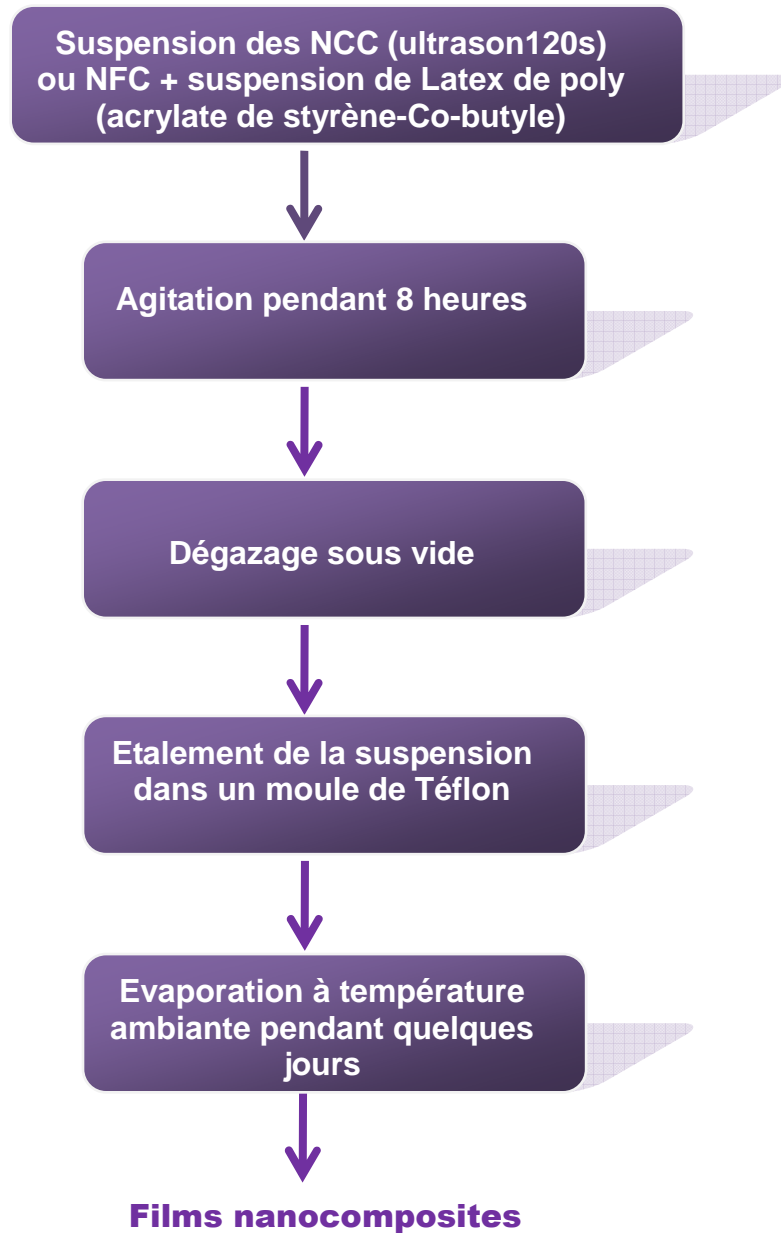 Suspension des NCC (ultrason120s)
ou NFC + suspension de Latex de poly
(acrylate de styrène-Co-butyle)
Agitation pendant 8 heures
Dégazage sous vide
Etalement de la suspension
dans un moule de Téflon
Evaporation à température
ambiante pendant quelques
jours
Films nanocomposites